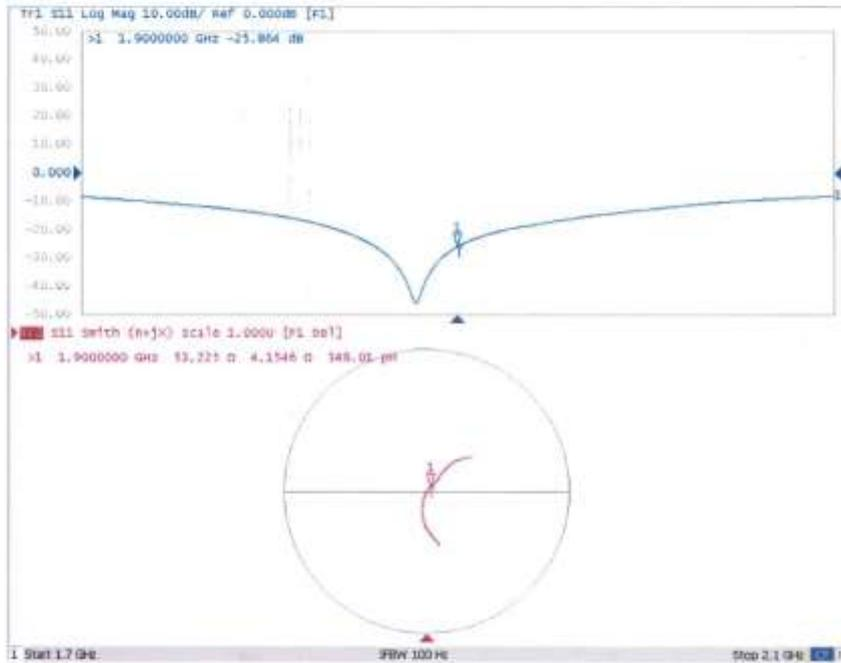 Tr1 S11 Log Mag 10.00dB/ Ref 0.000dB [F1]
50.00
>1 1.9000000 GHz -25.864 dB
40.00
30.00
20.00
10.00
0.000
-10.00
1
-20.00
1
-30.00
-40.00
-50.00
S11 Smith (R+jX) Scale 1.000U [F1 Del]
>1 1.9000000 GHz 53.225 Ω 4.1546 Ω 348.01 pH
1
1 Start 1.7 GHz IFBW 100 Hz Stop 2.1 GHz